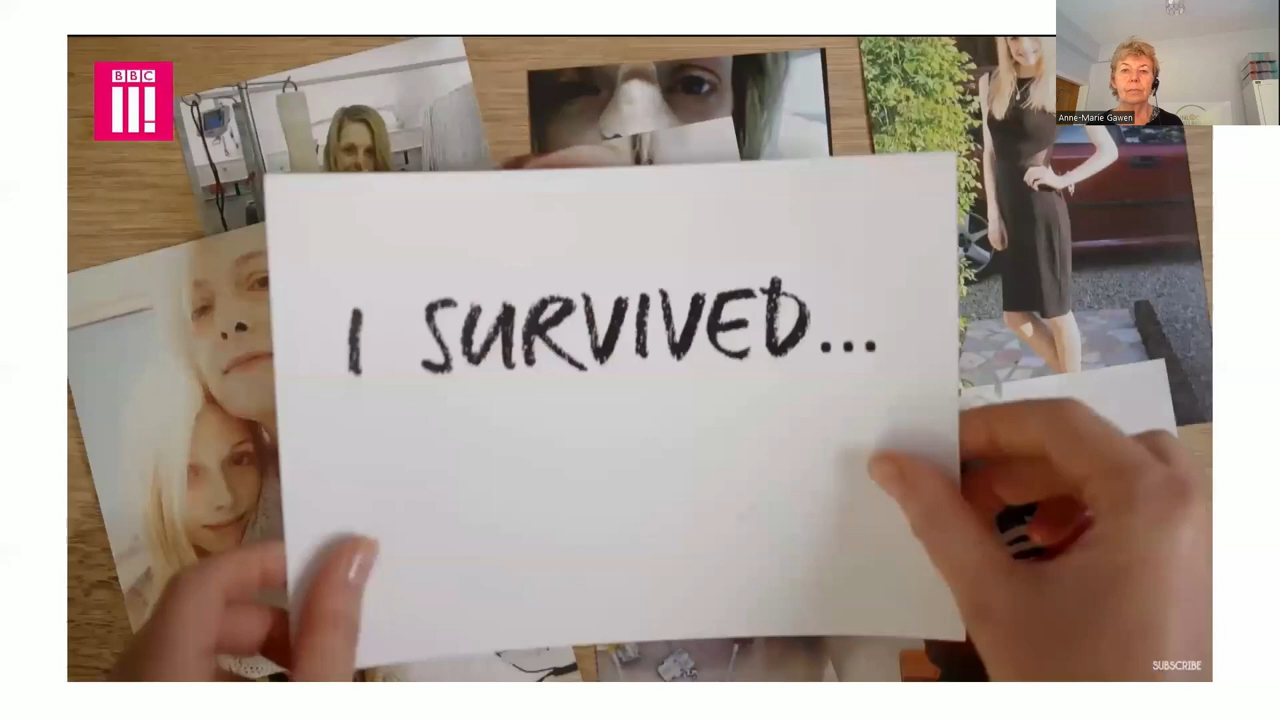 BBC
III!
Anne-Marie Gawen
I SURVIVED...
SUBSCRIBE